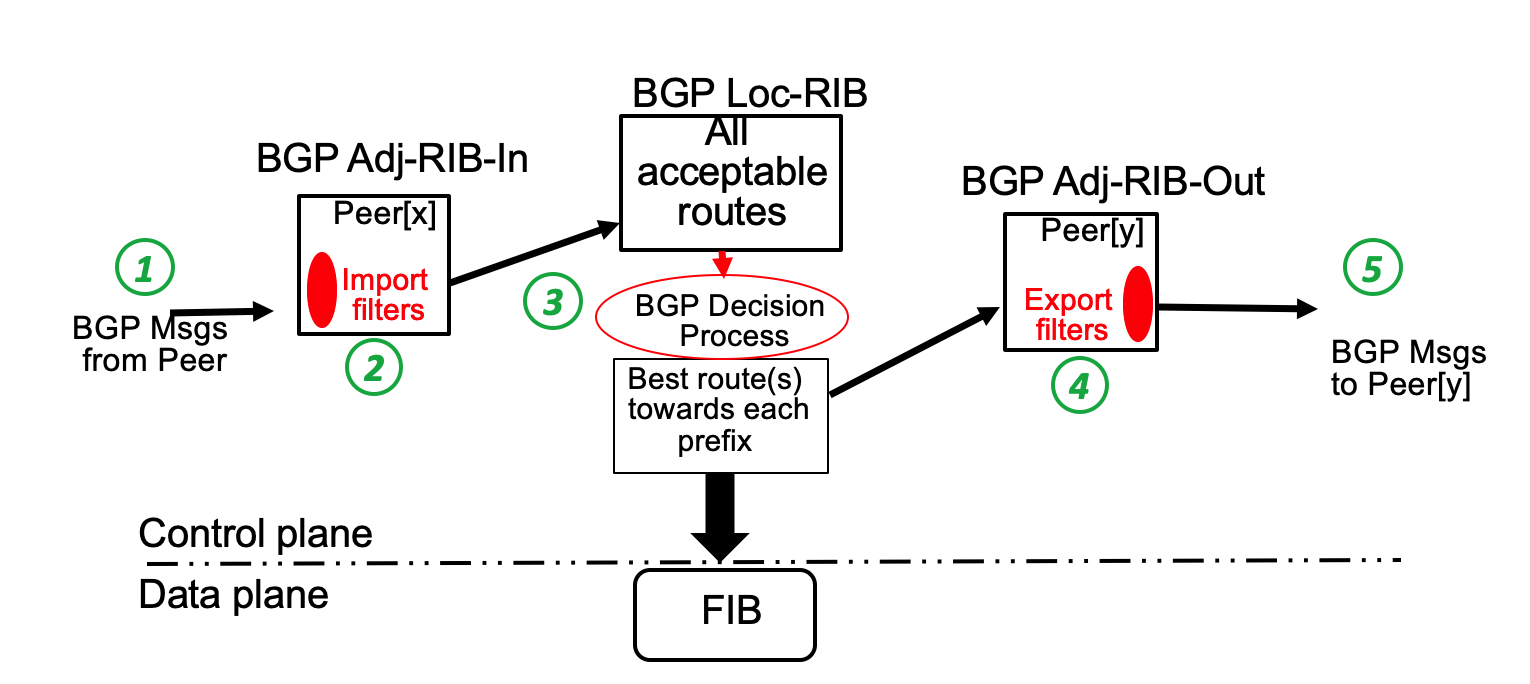 BGP Loc-RIB
All
acceptable
routes
BGP Adj-RIB-In
Peer[x]
Import
filters
BGP Adj-RIB-Out
Peer[y]
Export
filters
1
BGP Msgs
from Peer
2
3
BGP Decision
Process
Best route(s)
towards each
prefix
4
5
BGP Msgs
to Peer[y]
Control plane
Data plane
FIB